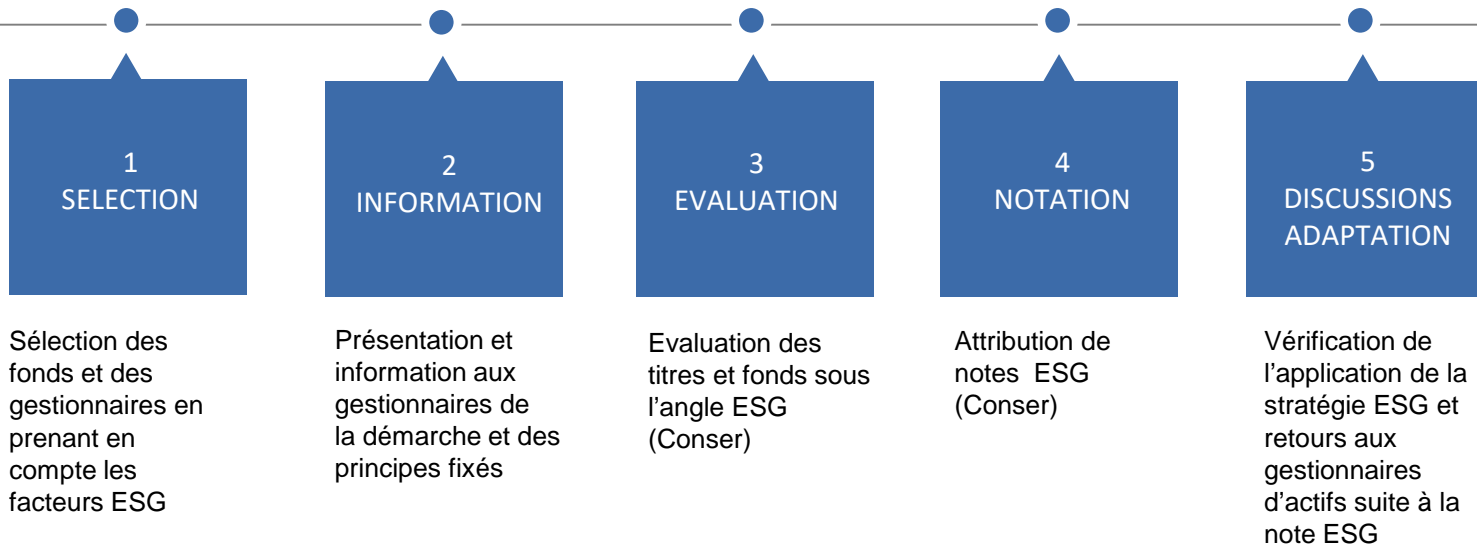 1
SELECTION
Sélection des
fonds et des
gestionnaires en
prenant en
compte les
facteurs ESG
2
INFORMATION
Présentation et
information aux
gestionnaires de
la démarche et des
principes fixés
3
EVALUATION
Evaluation des
titres et fonds sous
l’angle ESG
(Conser)
4
NOTATION
Attribution de
notes ESG
(Conser)
5
DISCUSSIONS
ADAPTATION
Vérification de
l’application de la
stratégie ESG et
retours aux
gestionnaires
d’actifs suite à la
note ESG